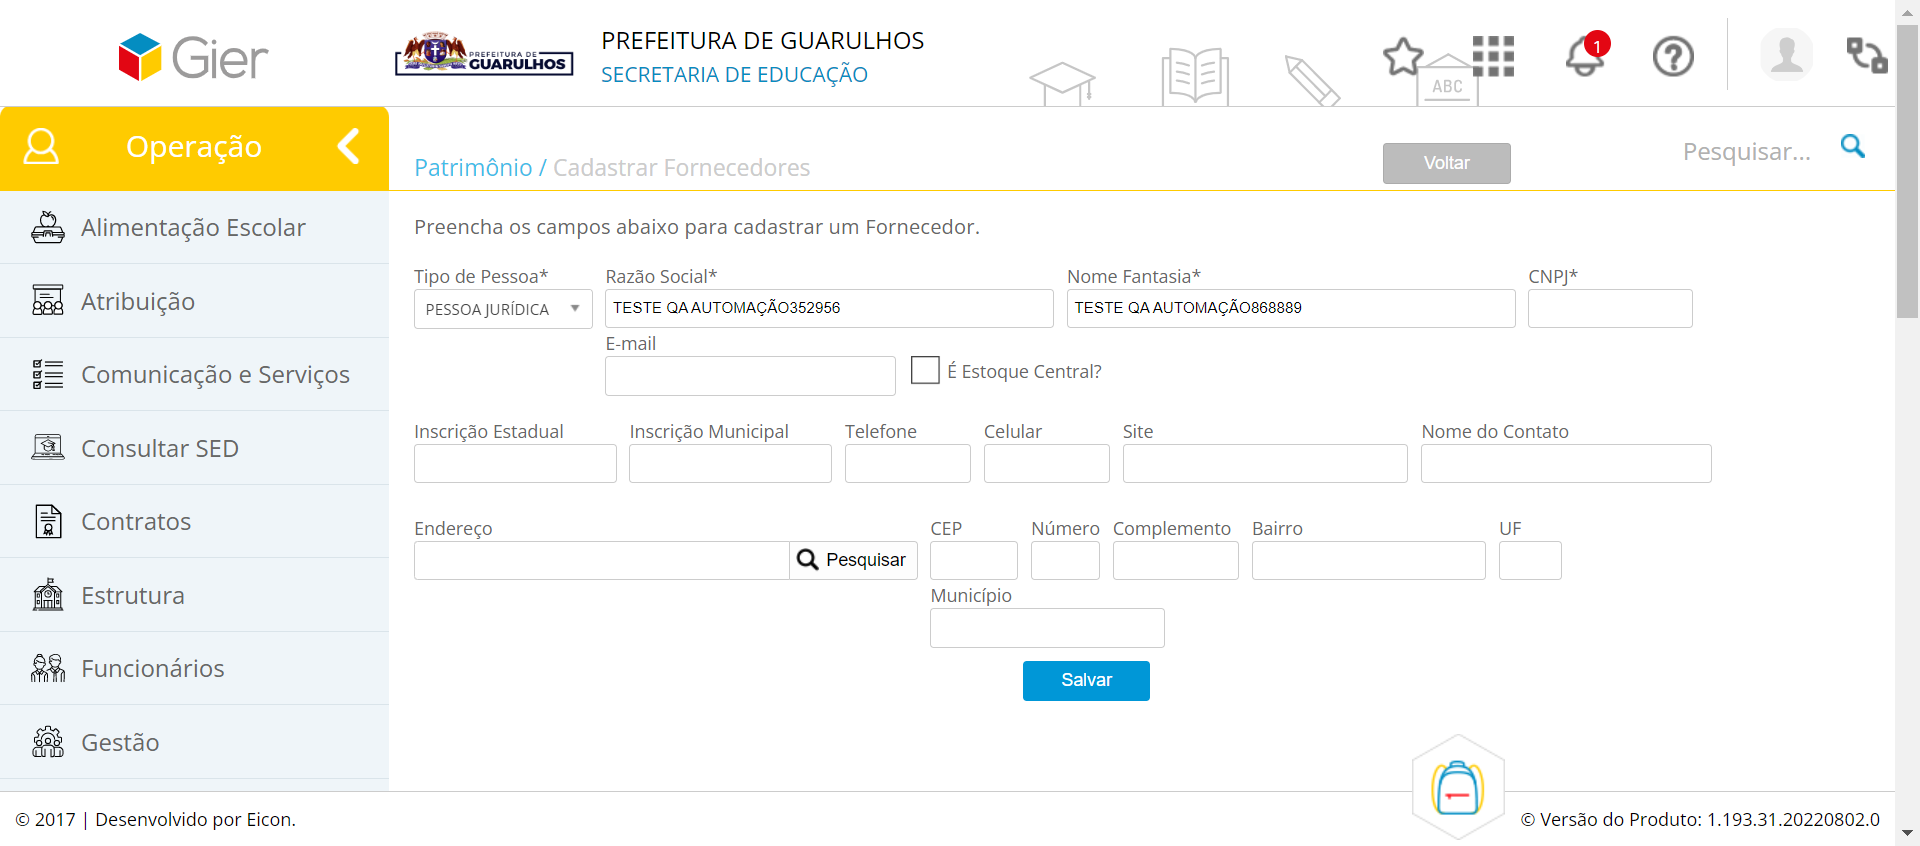 Gier
PREFEITURA DE
GUARULHOS
PREFEITURA DE GUARULHOS
SECRETARIA DE EDUCAÇÃO
ABC
1
Operação
Patrimônio / Cadastrar Fornecedores
Voltar
Pesquisar...
Alimentação Escolar
Atribuição
Comunicação e Serviços
Consultar SED
Contratos
Estrutura
Funcionários
Gestão
Preencha os campos abaixo para cadastrar um Fornecedor.
Tipo de Pessoa* Razão Social* Nome Fantasia* CNPJ*
PESSOA JURÍDICA TESTE QA AUTOMAÇÃO352956 TESTE QA AUTOMAÇÃO868889
E-mail
É Estoque Central?
Inscrição Estadual Inscrição Municipal Telefone Celular Site Nome do Contato
Endereço CEP Número Complemento Bairro UF
Pesquisar
Município
Salvar
© 2017 | Desenvolvido por Eicon.
© Versão do Produto: 1.193.31.20220802.0